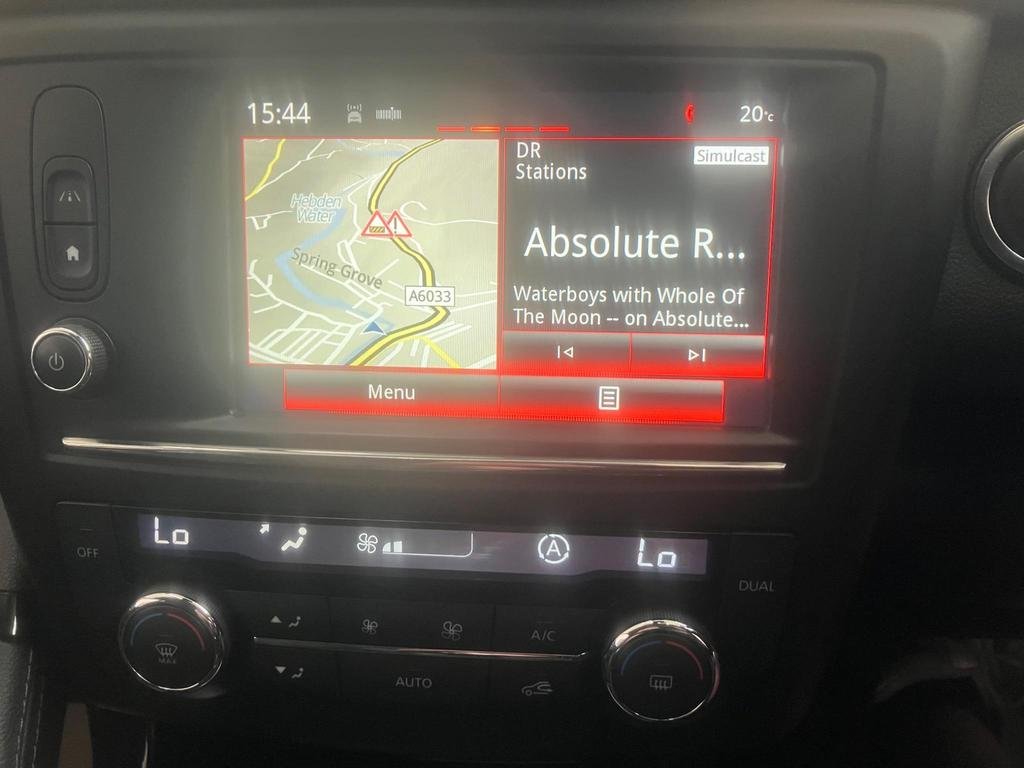 15:44
20°c
DR
Stations
Simulcast
Hebden
Water
Absolute R...
Spring Grove
A6033
Waterboys with Whole Of
The Moon -- on Absolute...
Menu
Lo
A
Lo
OFF
DUAL
A/C
MAX
AUTO